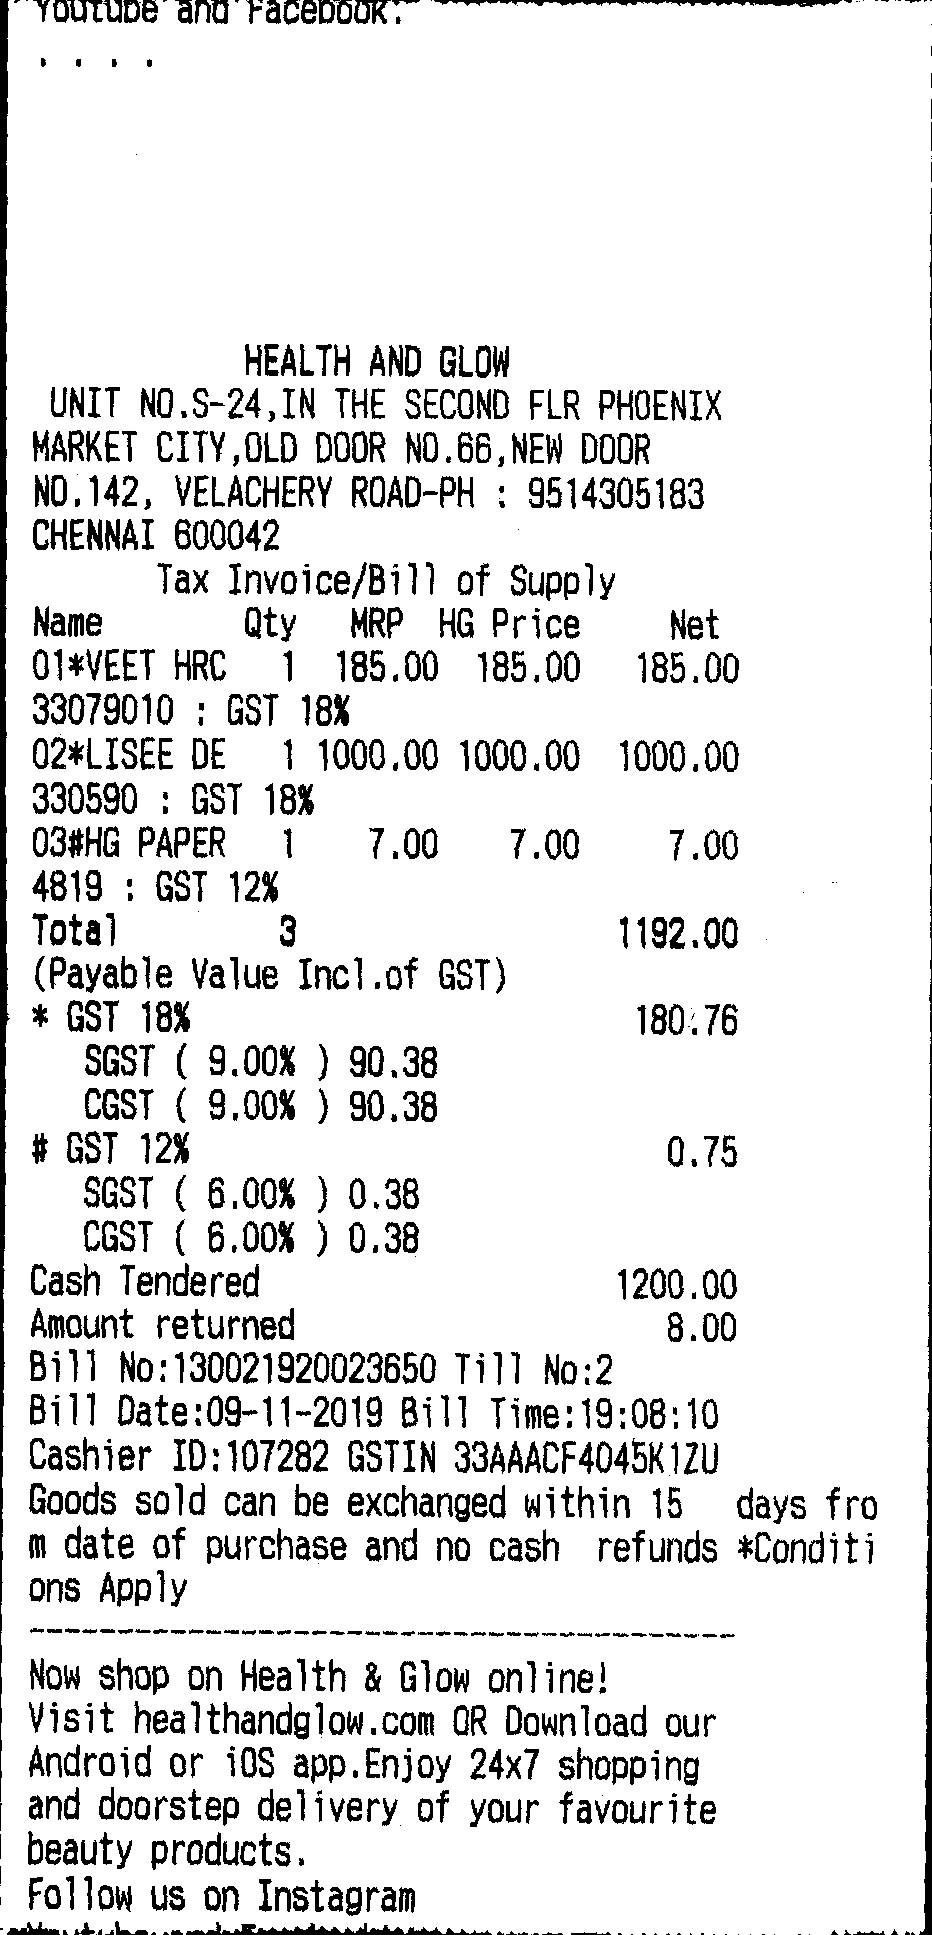 Youtube and Facebook.
. . . .
HEALTH AND GLOW
UNIT NO.S-24,IN THE SECOND FLR PHOENIX
MARKET CITY,OLD DOOR NO.66,NEW DOOR
NO.142, VELACHERY ROAD-PH : 9514305183
CHENNAI 600042
Tax Invoice/Bill of Supply
Name Qty MRP HG Price Net
01*VEET HRC 1 185.00 185.00 185.00
33079010 : GST 18%
02*LISEE DE 1 1000.00 1000.00 1000.00
330590 : GST 18%
03#HG PAPER 1 7.00 7.00 7.00
4819 : GST 12%
Total 3 1192.00
(Payable Value Incl.of GST)
* GST 18% 180.76
SGST ( 9.00% ) 90.38
CGST ( 9.00% ) 90.38
# GST 12% 0.75
SGST ( 6.00% ) 0.38
CGST ( 6.00% ) 0.38
Cash Tendered 1200.00
Amount returned 8.00
Bill No:130021920023650 Till No:2
Bill Date:09-11-2019 Bill Time:19:08:10
Cashier ID:107282 GSTIN 33AAACF4045K1ZU
Goods sold can be exchanged within 15 days fro
m date of purchase and no cash refunds *Conditi
ons Apply
----------------------------------------
Now shop on Health & Glow online!
Visit healthandglow.com OR Download our
Android or iOS app.Enjoy 24x7 shopping
and doorstep delivery of your favourite
beauty products.
Follow us on Instagram